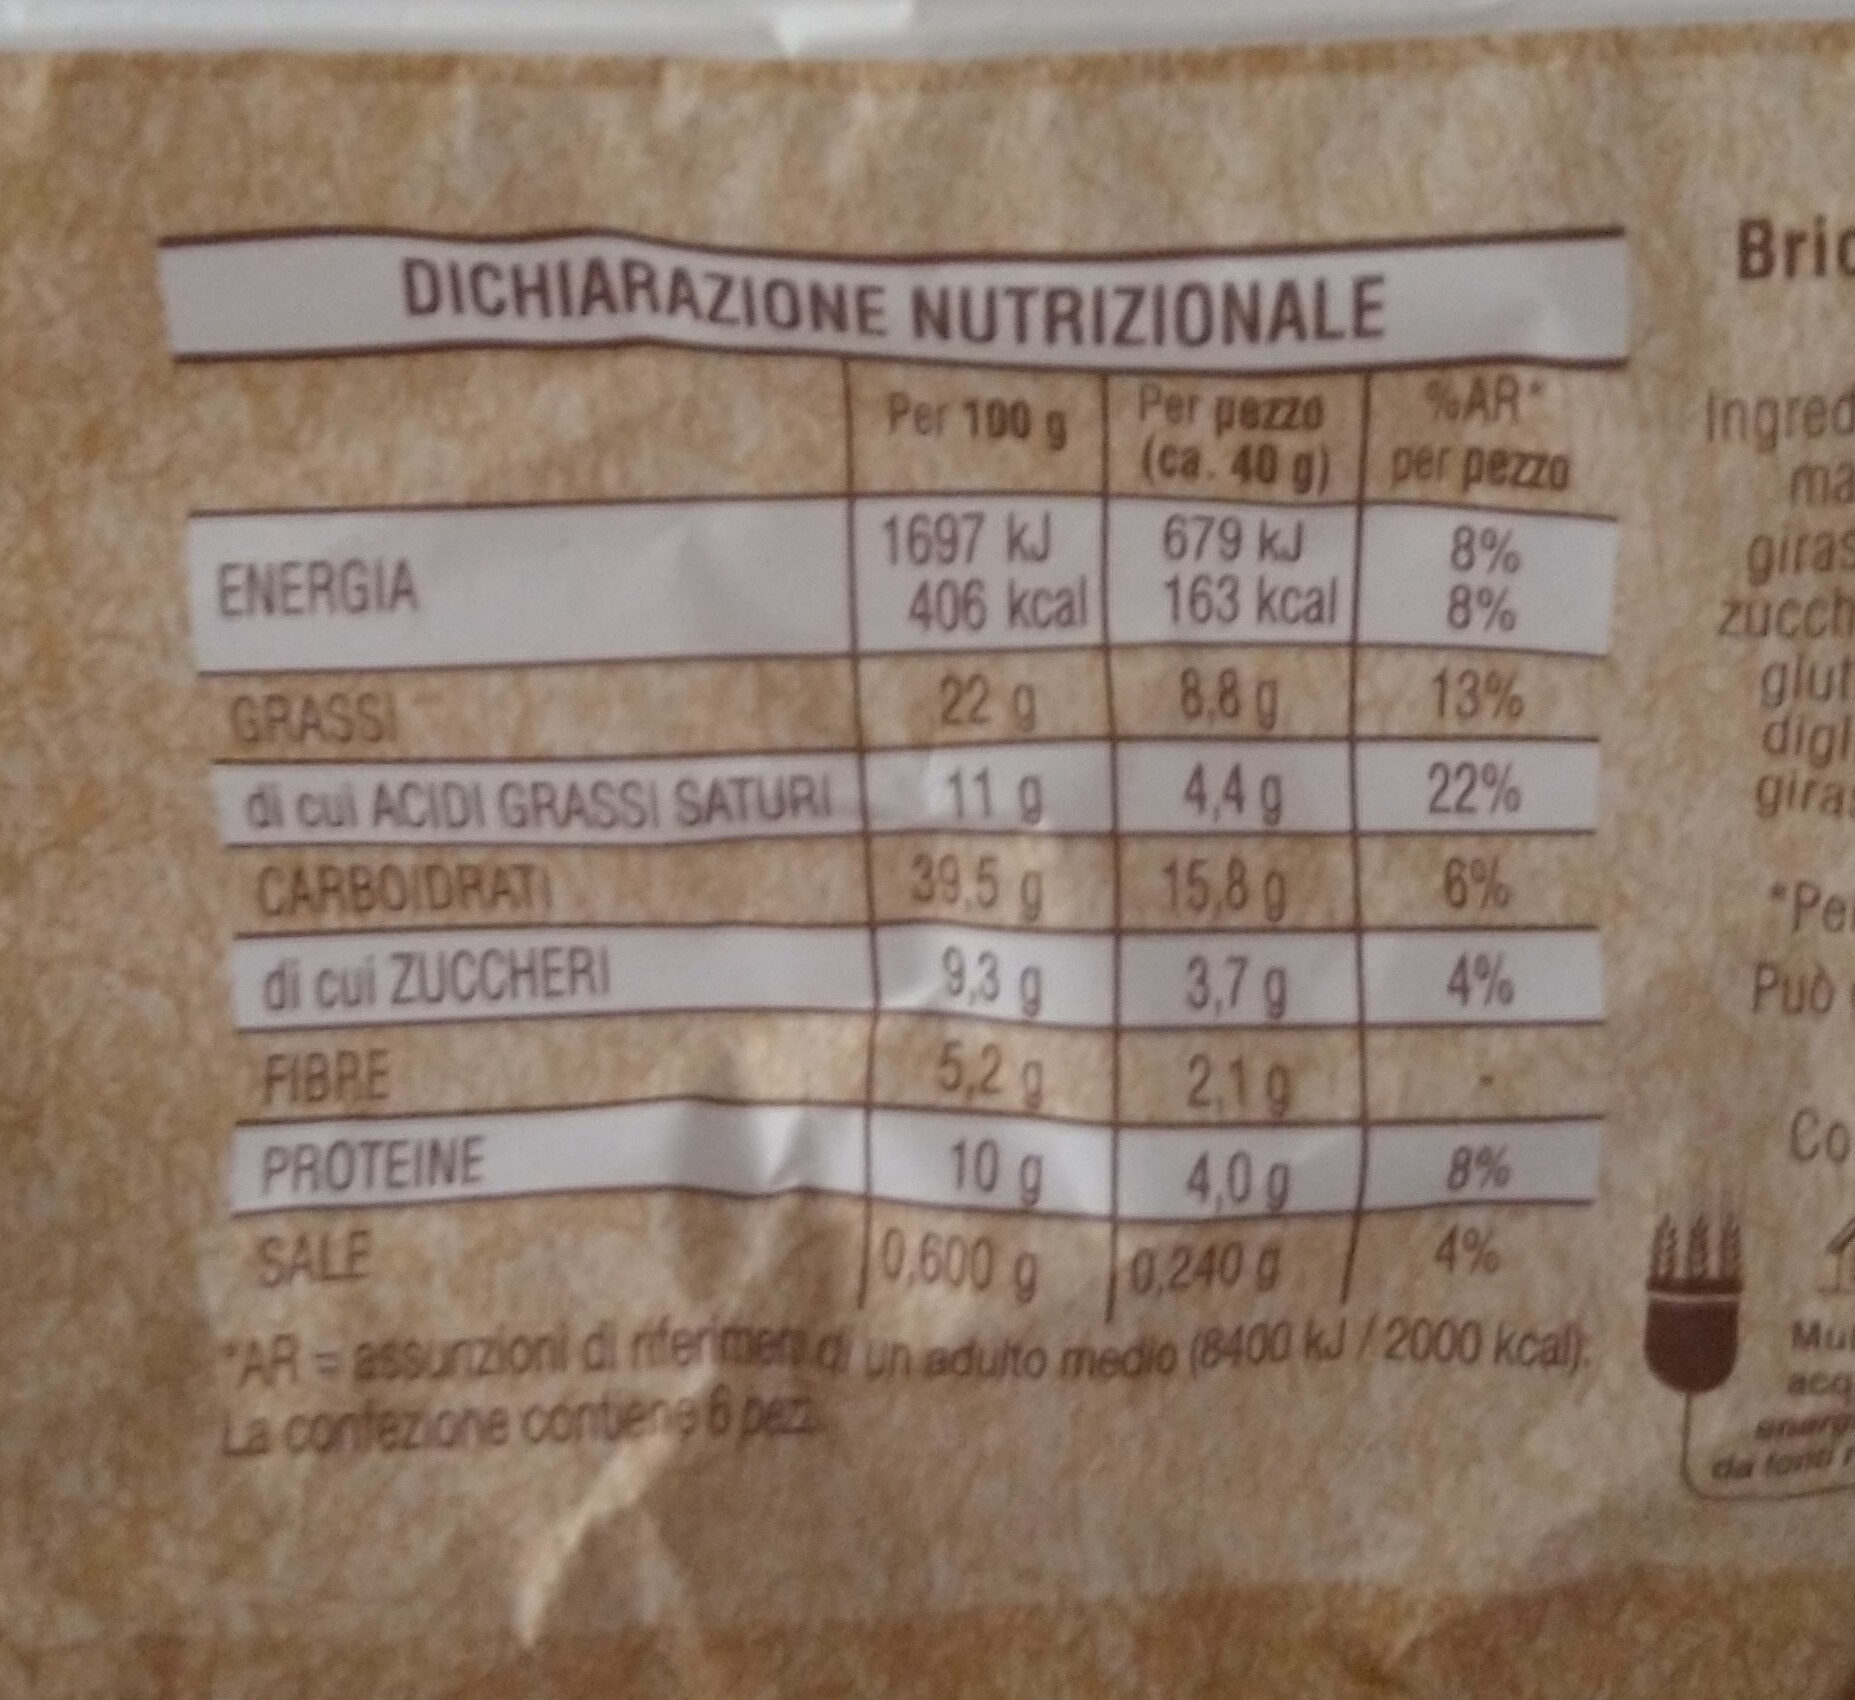 DICHIARAZIONE NUTRIZIONALE
Per 100 g
Per pezzo
(ca. 40 g)
%AR*
per pezzo
ENERGIA
1697 kJ 679 kJ 8%
406 kcal 163 kcal 8%
GRASSI 22 g 8,8 g 13%
di cui ACIDI GRASSI SATURI 11 g 4,4 g 22%
CARBOIDRATI 39,5 g 15,8 g 6%
di cui ZUCCHERI 9,3 g 3,7 g 4%
FIBRE 5,2 g 2,1 g -
PROTEINE 10 g 4,0 g 8%
SALE 0,600 g 0,240 g 4%
*AR = assunzioni di riferimento di un adulto medio (8400 kJ / 2000 kcal).
La confezione contiene 6 pezzi.
Bric
Ingred
ma
giras
zucch
glut
digl
giras
*Per
Può
Co
Mul
acq
energ
da fonti r